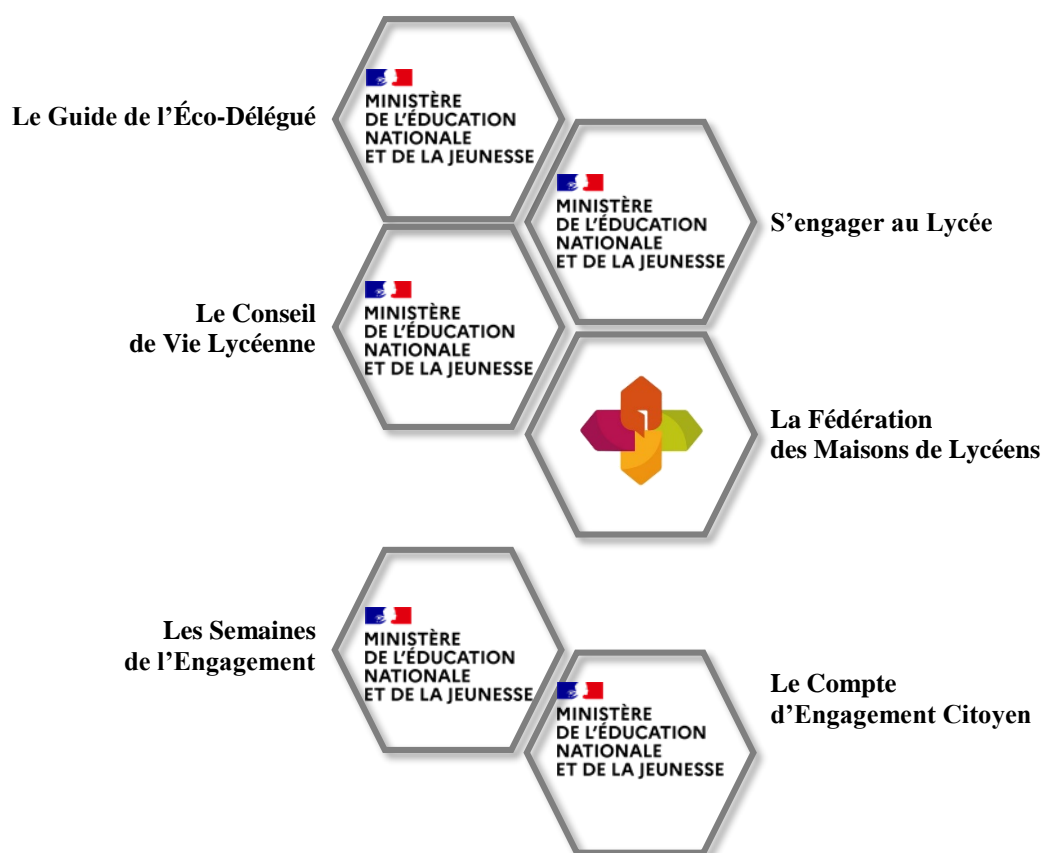 Le Guide de l’Éco-Délégué
MINISTÈRE
DE L’ÉDUCATION
NATIONALE
ET DE LA JEUNESSE
MINISTÈRE
DE L’ÉDUCATION
NATIONALE
ET DE LA JEUNESSE
S’engager au Lycée
Le Conseil
de Vie Lycéenne
MINISTÈRE
DE L’ÉDUCATION
NATIONALE
ET DE LA JEUNESSE
La Fédération
des Maisons de Lycéens
Les Semaines
de l’Engagement
MINISTÈRE
DE L’ÉDUCATION
NATIONALE
ET DE LA JEUNESSE
MINISTÈRE
DE L’ÉDUCATION
NATIONALE
ET DE LA JEUNESSE
Le Compte
d’Engagement Citoyen